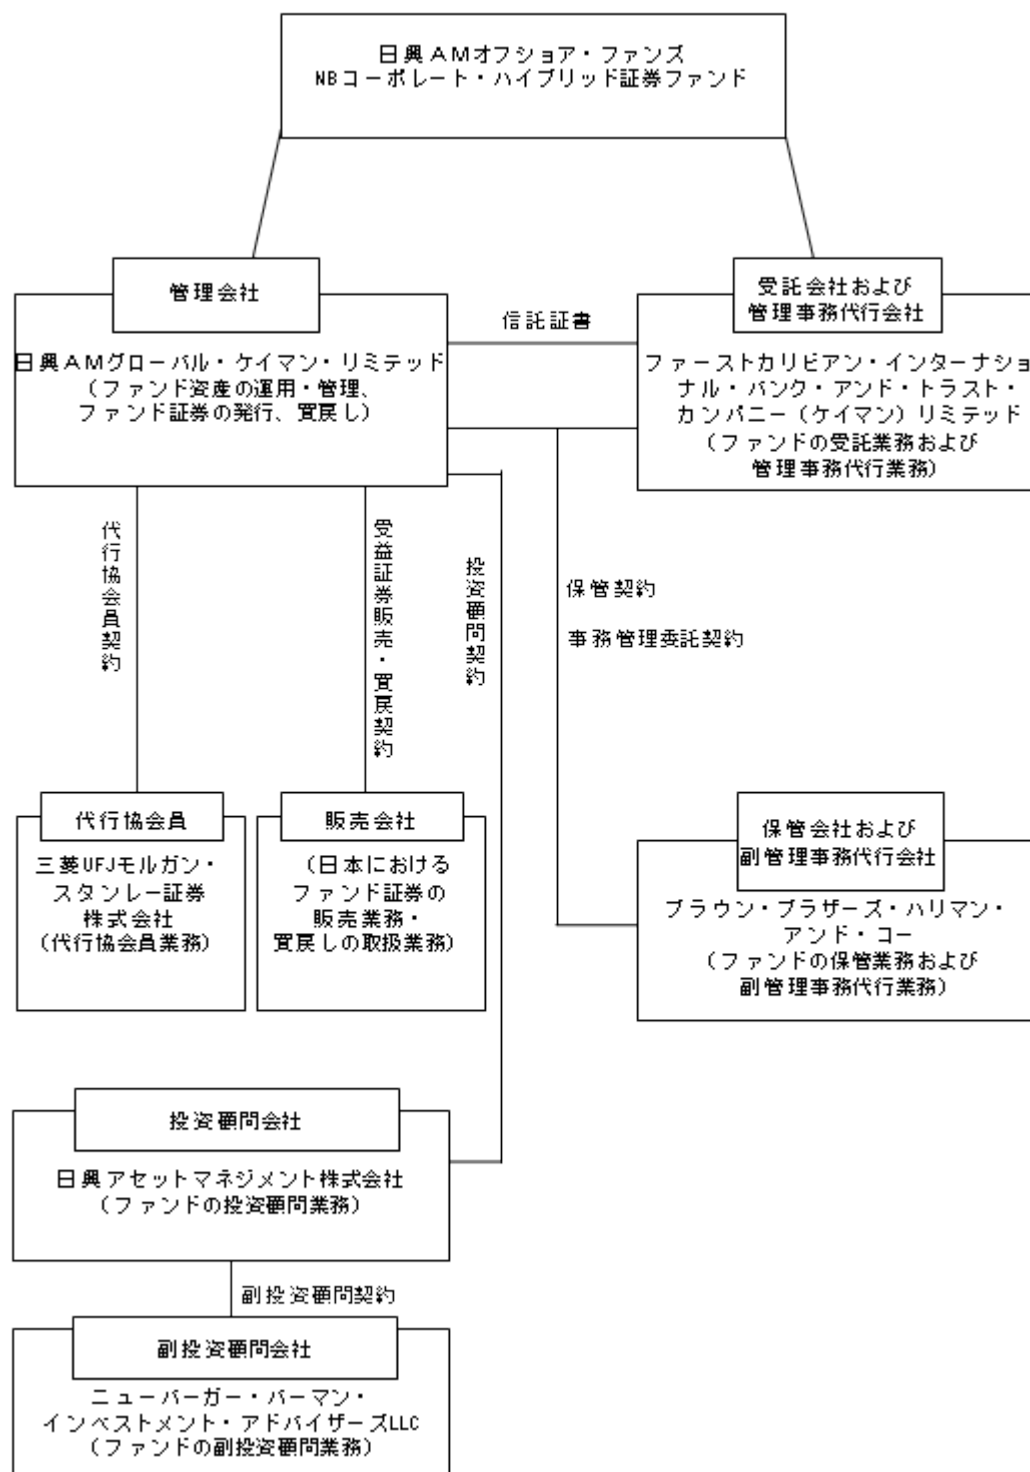 日興AMオフショア・ファンズ
NBコーポレート・ハイブリッド証券ファンド
管理会社
日興AMグローバル・ケイマン・リミテッド
（ファンド資産の運用・管理、
ファンド証券の発行、買戻し）
信託証書
受託会社および
管理事務代行会社
ファーストカリビアン・インターナショ
ナル・バンク・アンド・トラスト・
カンパニー（ケイマン）リミテッド
（ファンドの受託業務および
管理事務代行業務）
代行協会員契約
受益証券販売・買戻契約
投資顧問契約
保管契約
事務管理委託契約
代行協会員
三菱UFJモルガン・
スタンレー証券
株式会社
（代行協会員業務）
販売会社
（日本における
ファンド証券の
販売業務・
買戻しの取扱業務）
保管会社および
副管理事務代行会社
ブラウン・ブラザーズ・ハリマン・
アンド・コー
（ファンドの保管業務および
副管理事務代行業務）
投資顧問会社
日興アセットマネジメント株式会社
（ファンドの投資顧問業務）
副投資顧問契約
副投資顧問会社
ニューバーガー・バーマン・
インベストメント・アドバイザーズLLC
（ファンドの副投資顧問業務）